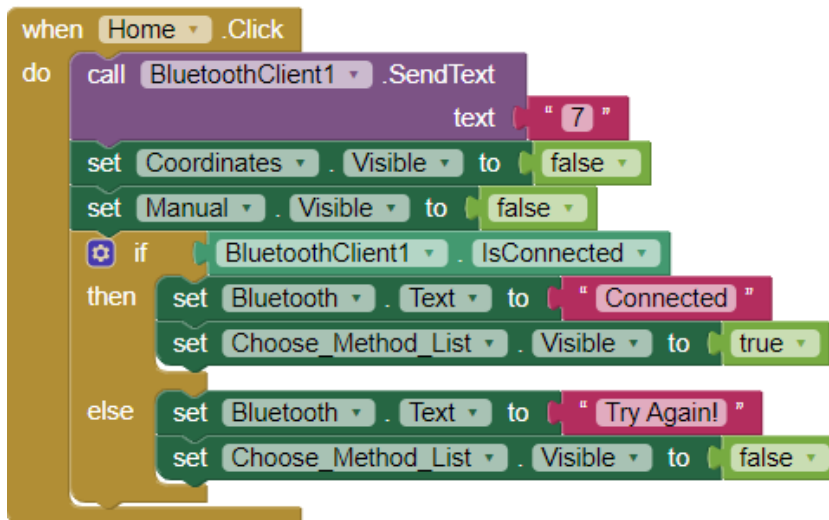 when Home .Click
do call BluetoothClient1 .SendText
text " 7 "
set Coordinates . Visible to false
set Manual . Visible to false
if BluetoothClient1 . IsConnected
then set Bluetooth . Text to " Connected "
set Choose_Method_List . Visible to true
else set Bluetooth . Text to " Try Again! "
set Choose_Method_List . Visible to false